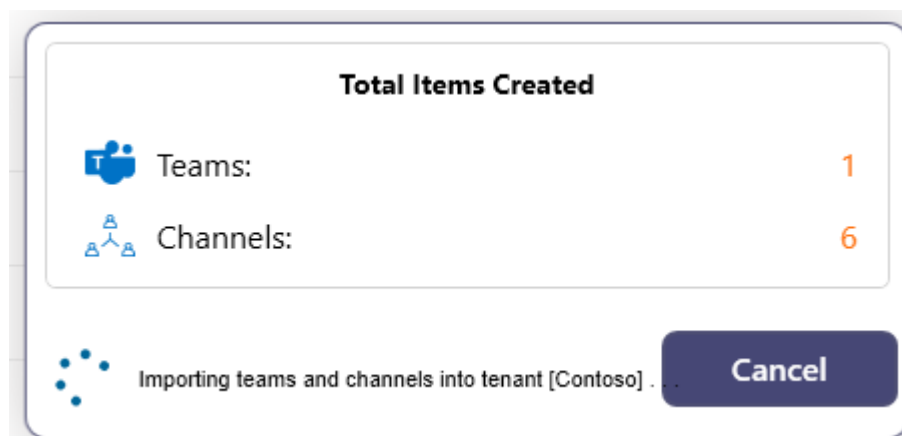 Total Items Created
T
Teams: 1
Channels: 6
Importing teams and channels into tenant [Contoso] . . .
Cancel